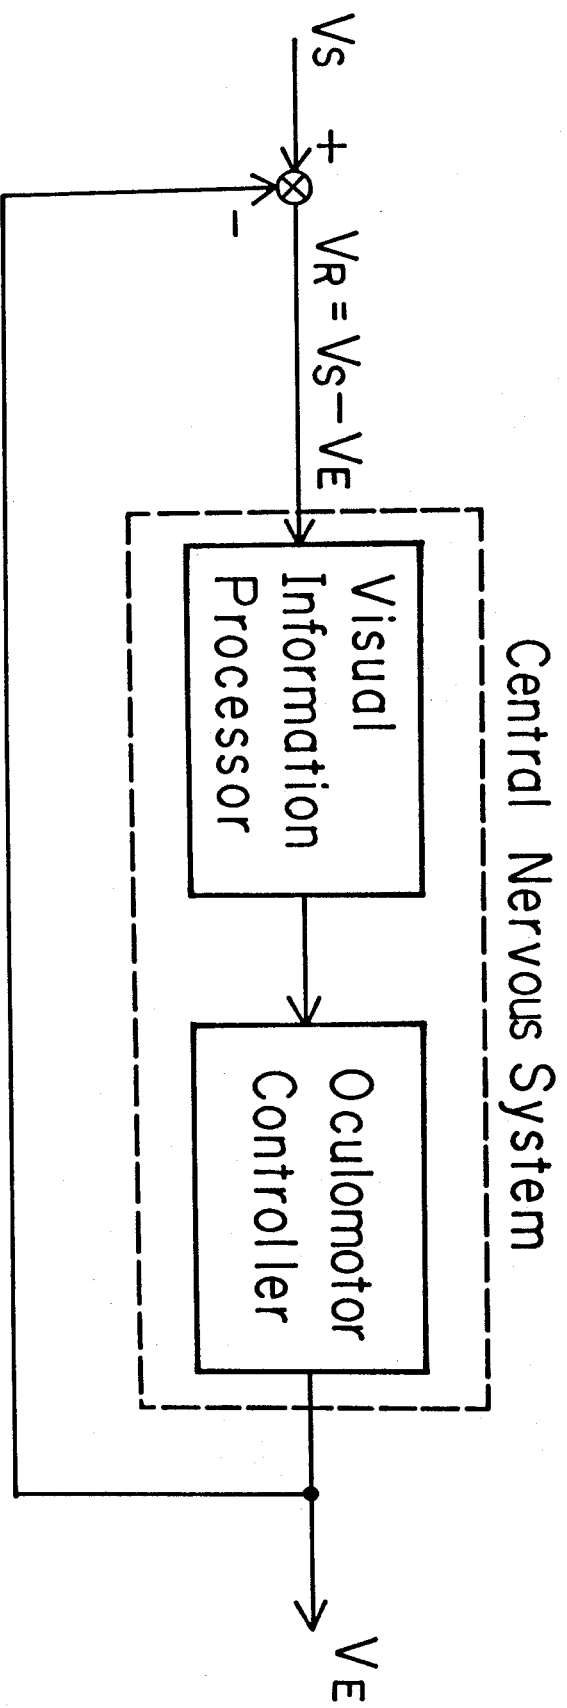 Central Nervous System
VS
+
-
VR = VS - VE
Visual
Information
Processor
Oculomotor
Controller
VE